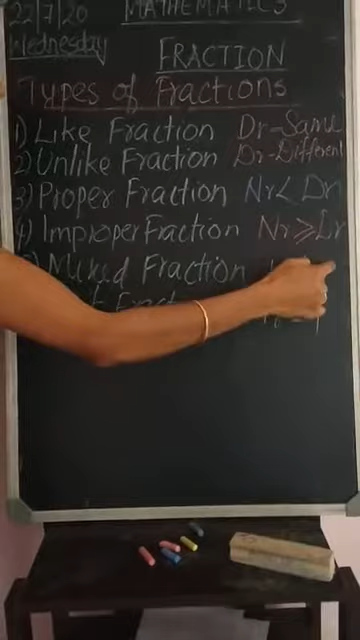 22/7/20 MATHEMATICS
Wednesday
FRACTION
Types of Fractions
1) Like Fraction Dr-Same
2) Unlike Fraction Dr-Different
3) Proper Fraction Nr< Dr
4) Improper Fraction Nr ≥ Dr
Mixed Fraction